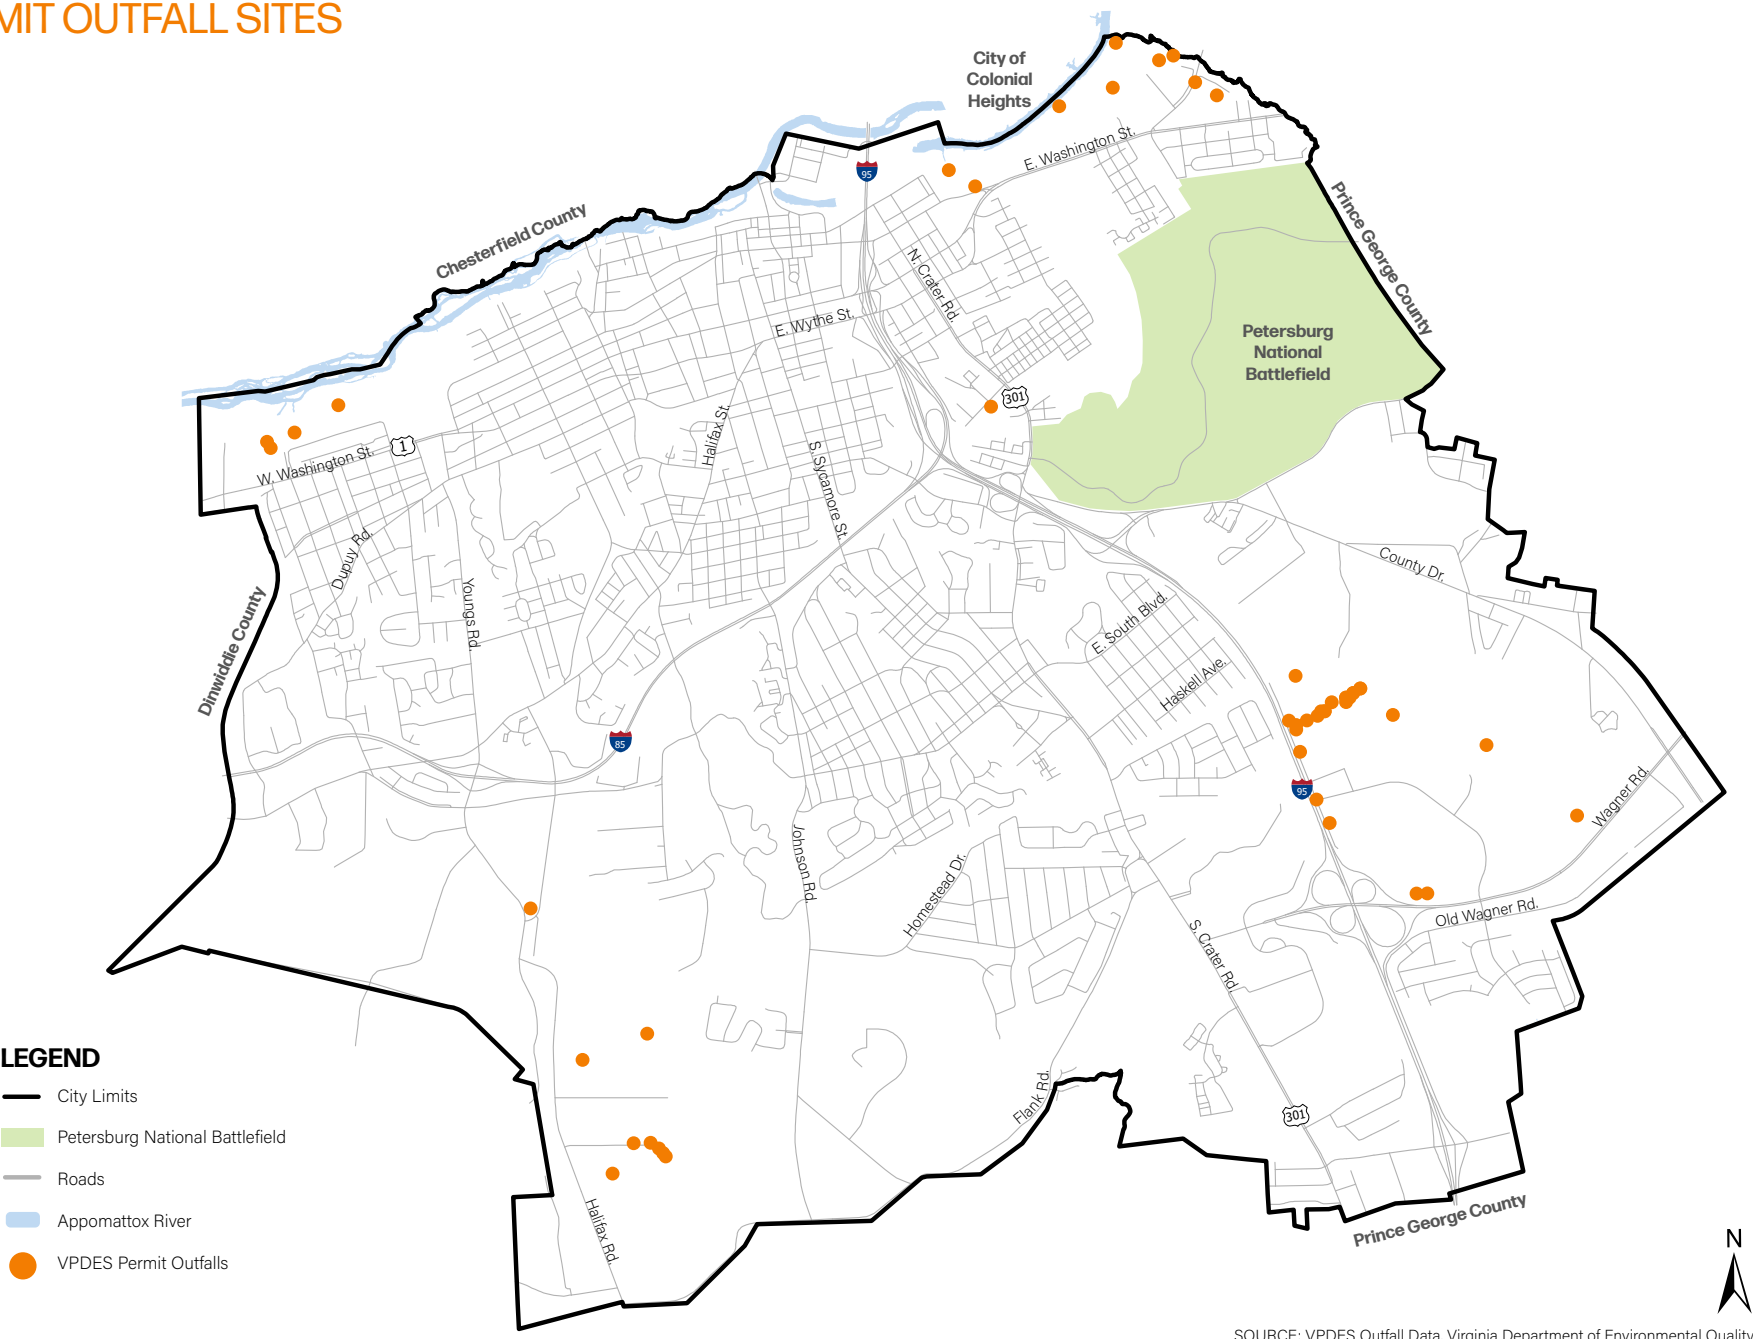 MIT OUTFALL SITES
City of
Colonial
Heights
E. Washington St.
95
Chesterfield County
Prince George County
N. Crater Rd.
E. Wythe St.
Petersburg
National
Battlefield
301
Halifax St.
1
W. Washington St.
S. Sycamore St.
Dupuy Rd.
County Dr.
Youngs Rd.
E. South Blvd.
Dinwiddie County
Haskell Ave.
85
95
Wagner Rd.
Johnson Rd.
Homestead Dr.
Old Wagner Rd.
S. Crater Rd.
Flank Rd.
301
Halifax Rd.
Prince George County
LEGEND
City Limits
Petersburg National Battlefield
Roads
Appomattox River
VPDES Permit Outfalls
N
SOURCE: VPDES Outfall Data, Virginia Department of Environmental Quality